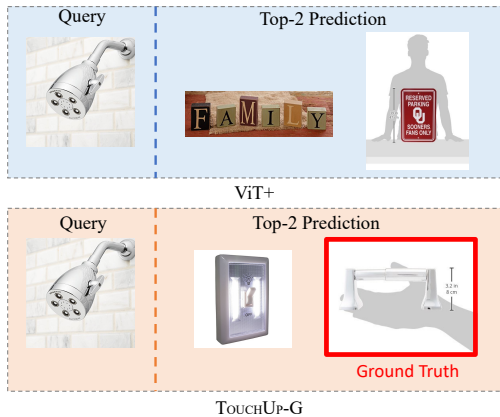 Query
Top-2 Prediction
FAMILY
RESERVED
PARKING
OU
SOONERS
FANS ONLY
ViT+
Query
Top-2 Prediction
3.2 in
8 cm
Ground Truth
TOUCHUP-G